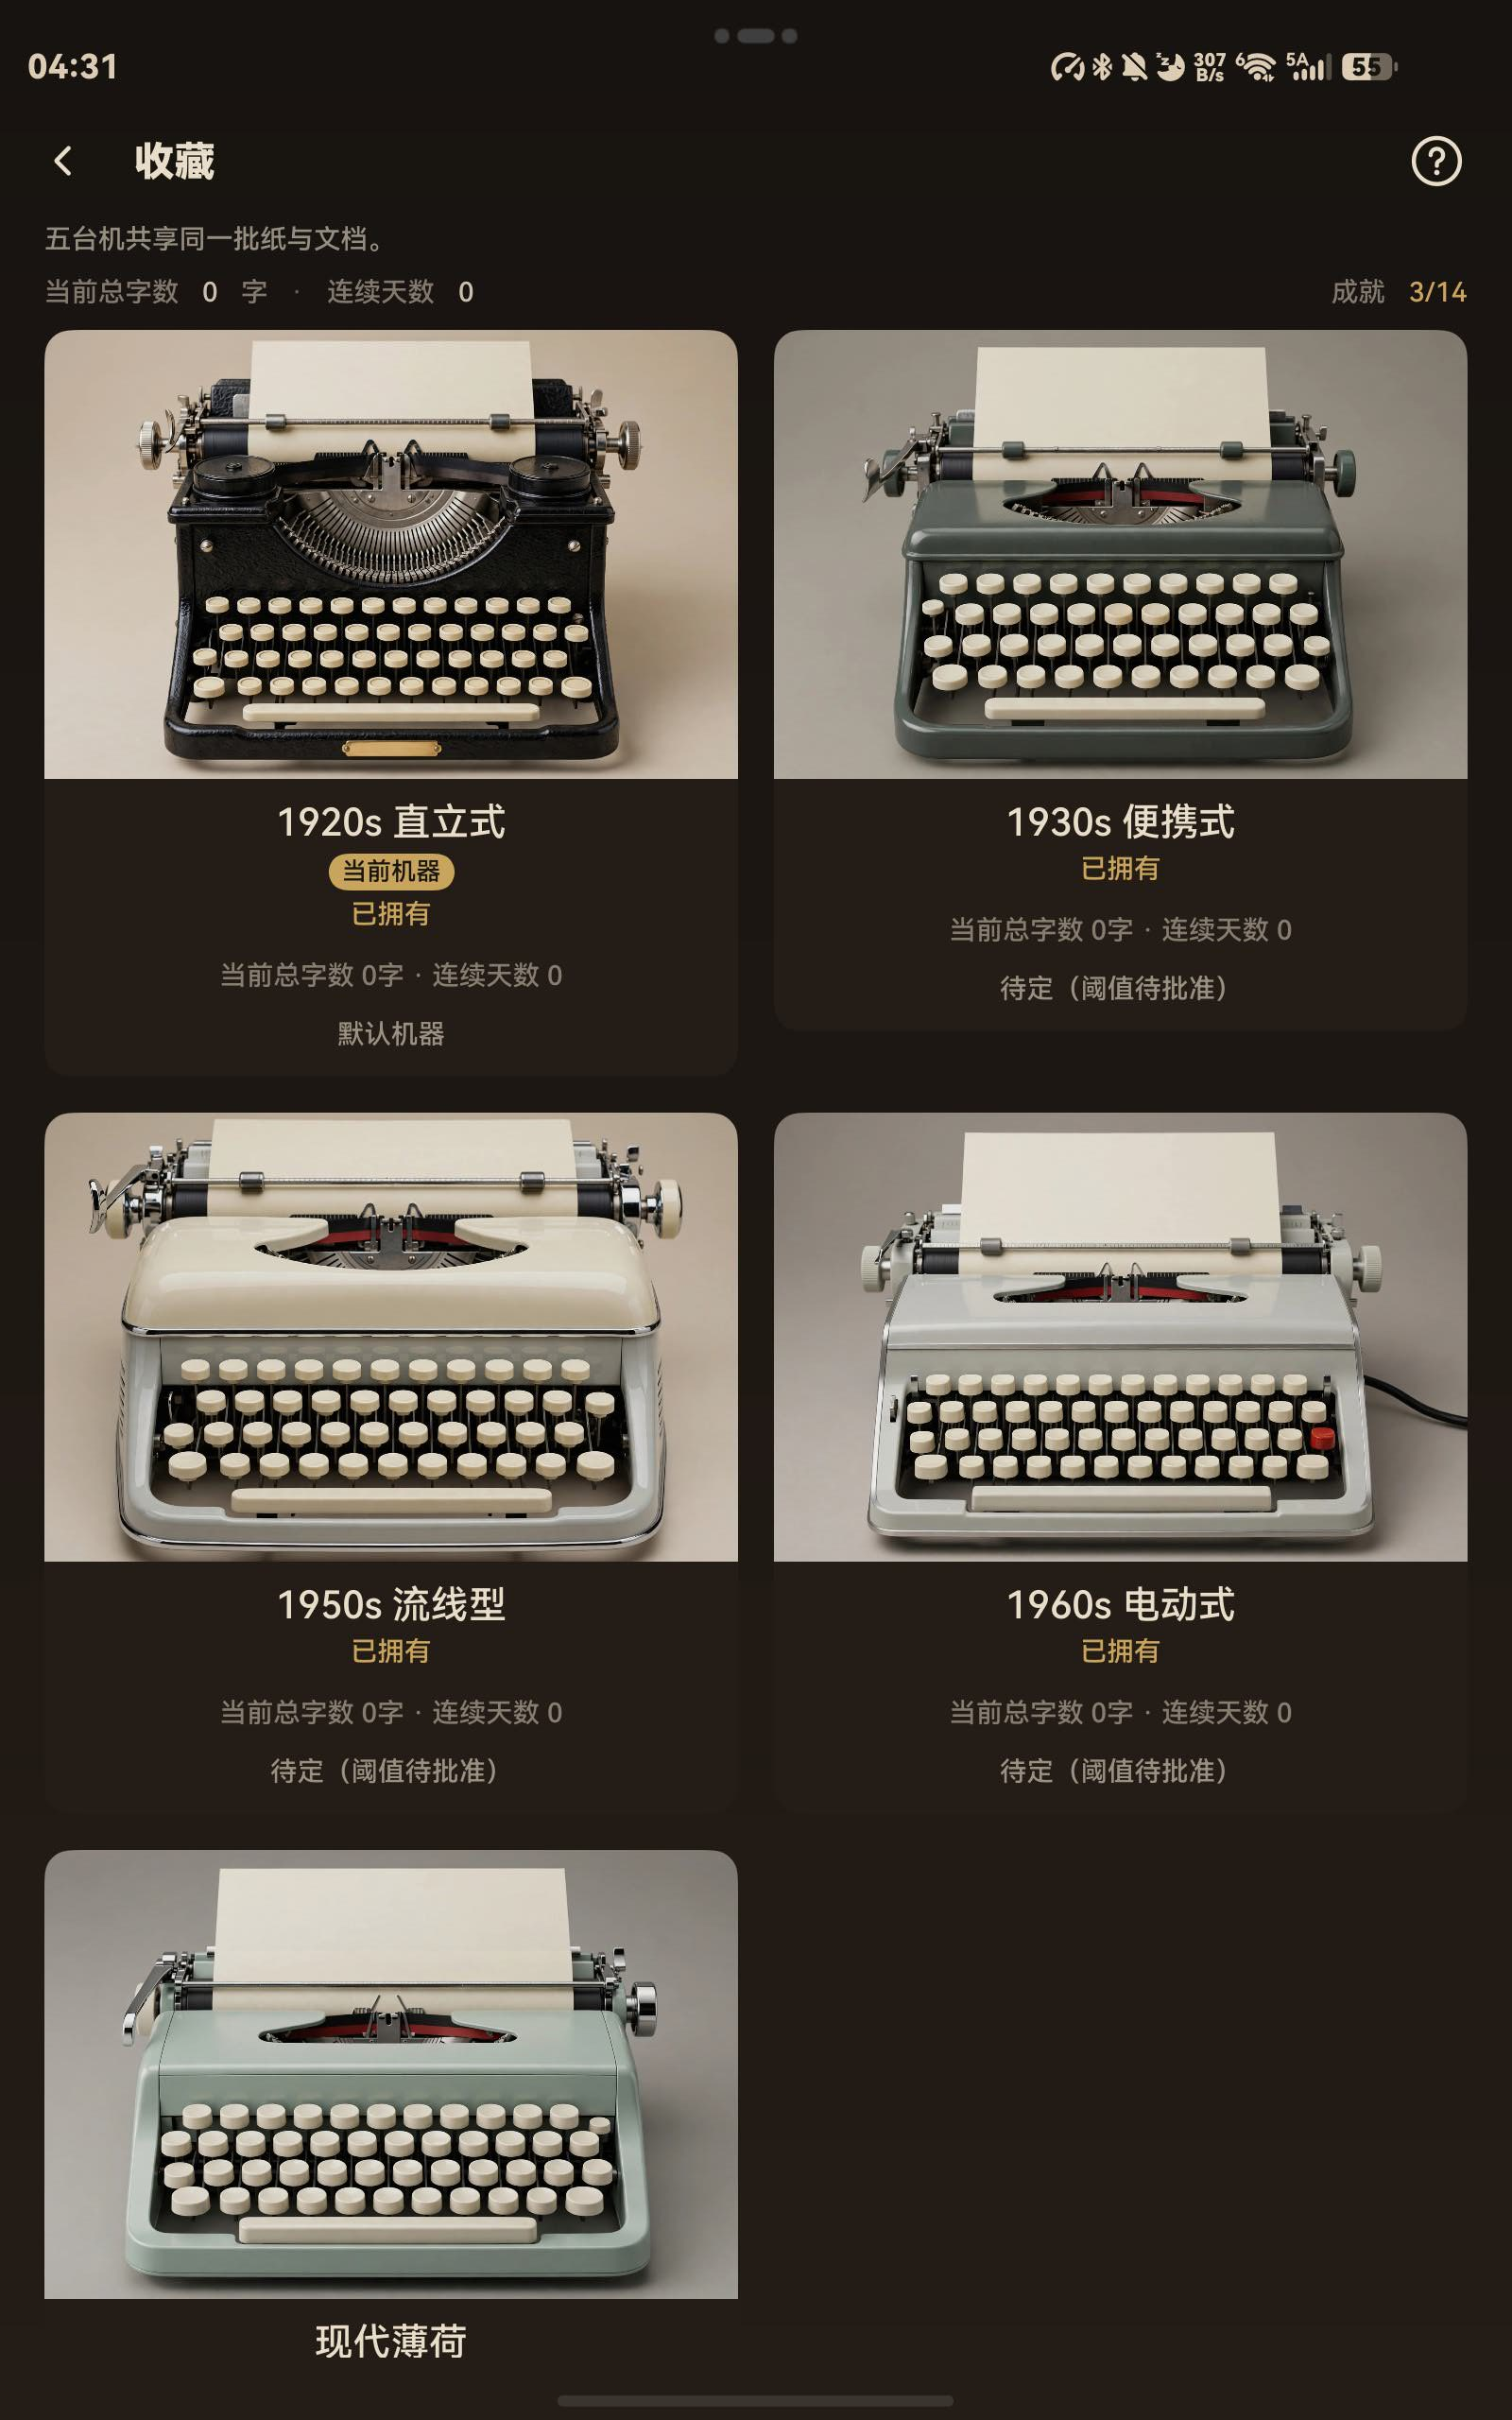 04:31
307 B/s
6
5A
55
收藏
五台机共享同一批纸与文档。
当前总字数 0 字 · 连续天数 0
成就 3/14
1920s 直立式
当前机器
已拥有
当前总字数 0字 · 连续天数 0
默认机器
1930s 便携式
已拥有
当前总字数 0字 · 连续天数 0
待定（阈值待批准）
1950s 流线型
已拥有
当前总字数 0字 · 连续天数 0
待定（阈值待批准）
1960s 电动式
已拥有
当前总字数 0字 · 连续天数 0
待定（阈值待批准）
现代薄荷